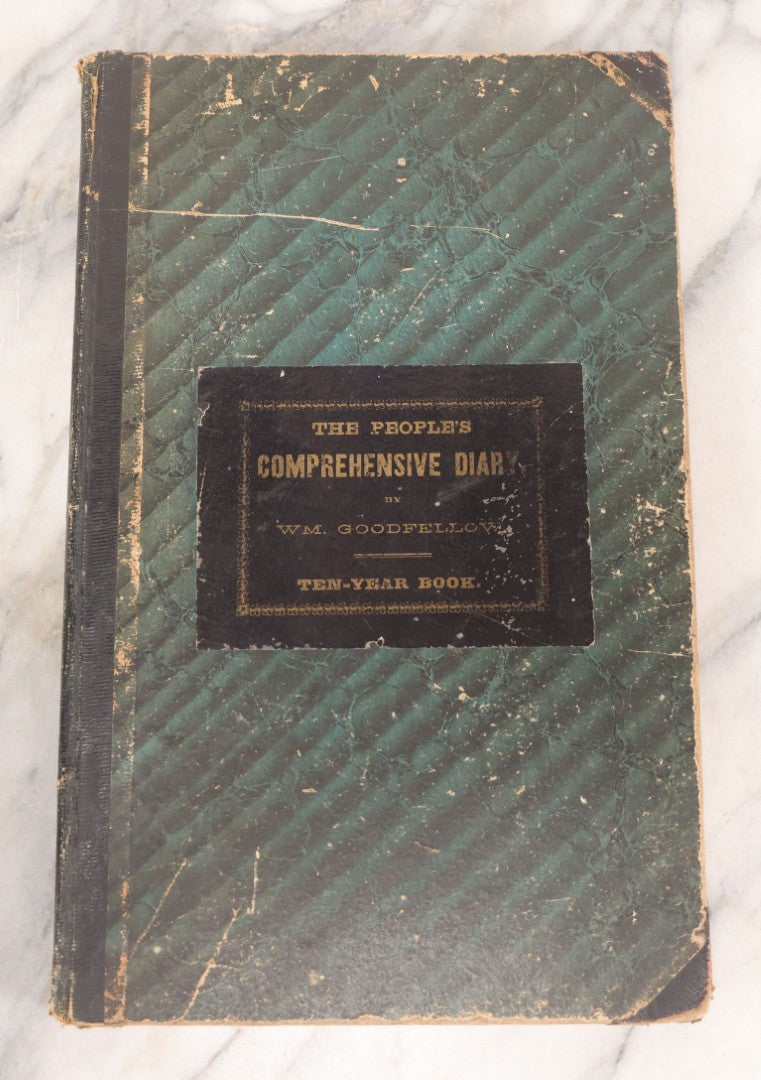 THE PEOPLE'S
COMPREHENSIVE DIARY,
BY
WM. GOODFELLOW.
TEN-YEAR BOOK.